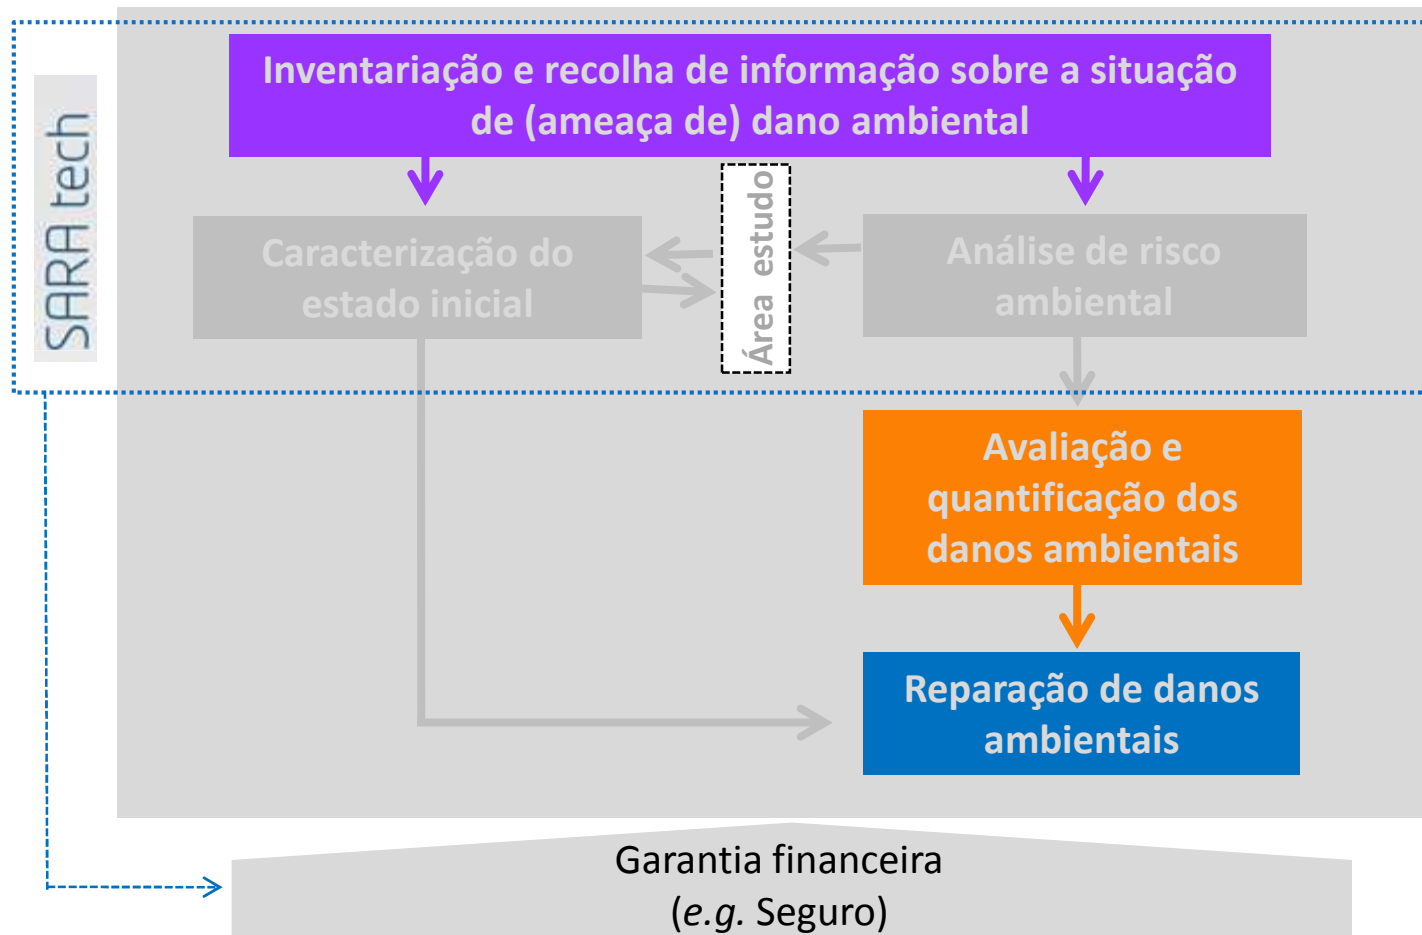 SARA tech
Inventariação e recolha de informação sobre a situação
de (ameaça de) dano ambiental
Caracterização do
estado inicial
Área estudo
Análise de risco
ambiental
Avaliação e
quantificação dos
danos ambientais
Reparação de danos
ambientais
Garantia financeira
(e.g. Seguro)